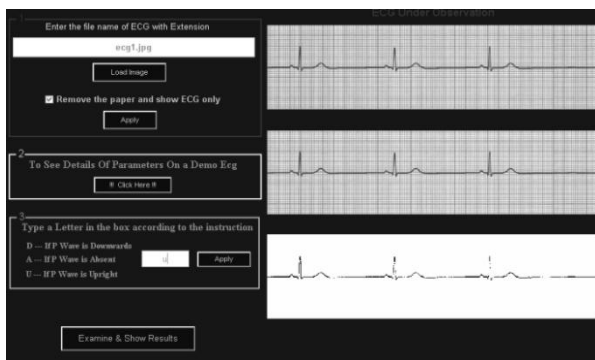 ECG Under Observation
1
Enter the file name of ECG with Extension
ecg1.jpg
Load Image
Remove the paper and show ECG only
Apply
2
To See Details Of Parameters On a Demo Ecg
!! Click Here !!
3
Type a Letter in the box according to the instruction
D --- If P Wave is Downwards
A --- If P Wave is Absent
U --- If P Wave is Upright
u
Apply
Examine & Show Results